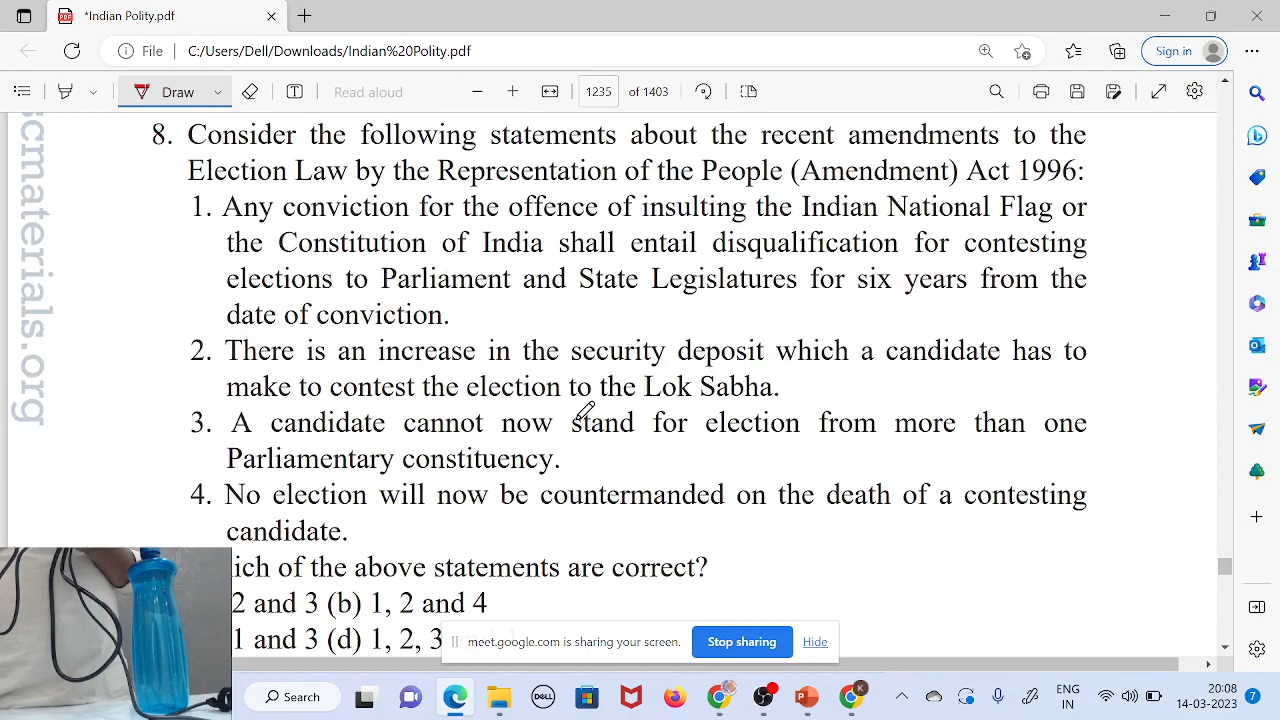 *Indian Polity.pdf
File
C:/Users/Dell/Downloads/Indian%20Polity.pdf
Sign in
Draw
Read aloud
1235
of 1403
8. Consider the following statements about the recent amendments to the
Election Law by the Representation of the People (Amendment) Act 1996:
1. Any conviction for the offence of insulting the Indian National Flag or
the Constitution of India shall entail disqualification for contesting
elections to Parliament and State Legislatures for six years from the
date of conviction.
2. There is an increase in the security deposit which a candidate has to
make to contest the election to the Lok Sabha.
3. A candidate cannot now stand for election from more than one
Parliamentary constituency.
4. No election will now be countermanded on the death of a contesting
candidate.
ich of the above statements are correct?
2 and 3 (b) 1, 2 and 4
1 and 3 (d) 1, 2, 3
scmaterials.org
meet.google.com is sharing your screen.
Stop sharing
Hide
Search
DELL
K
ENG
IN
20:08
14-03-2023
7